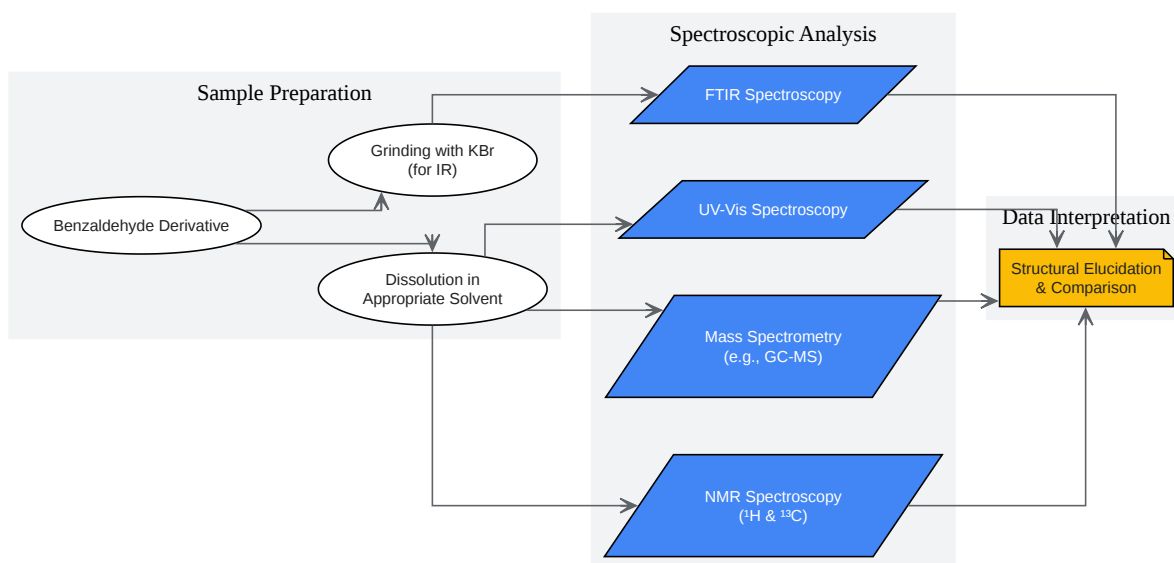 Sample Preparation
Benzaldehyde Derivative
Grinding with KBr
(for IR)
Dissolution in
Appropriate Solvent
Spectroscopic Analysis
FTIR Spectroscopy
UV-Vis Spectroscopy
Mass Spectrometry
(e.g., GC-MS)
NMR Spectroscopy
(¹H & ¹³C)
Data Interpretation
Structural Elucidation
& Comparison